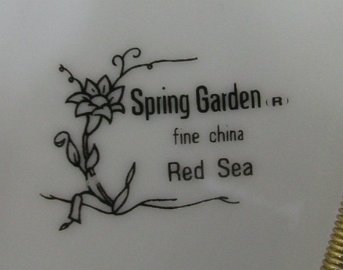 Spring Garden (R)
fine china
Red Sea